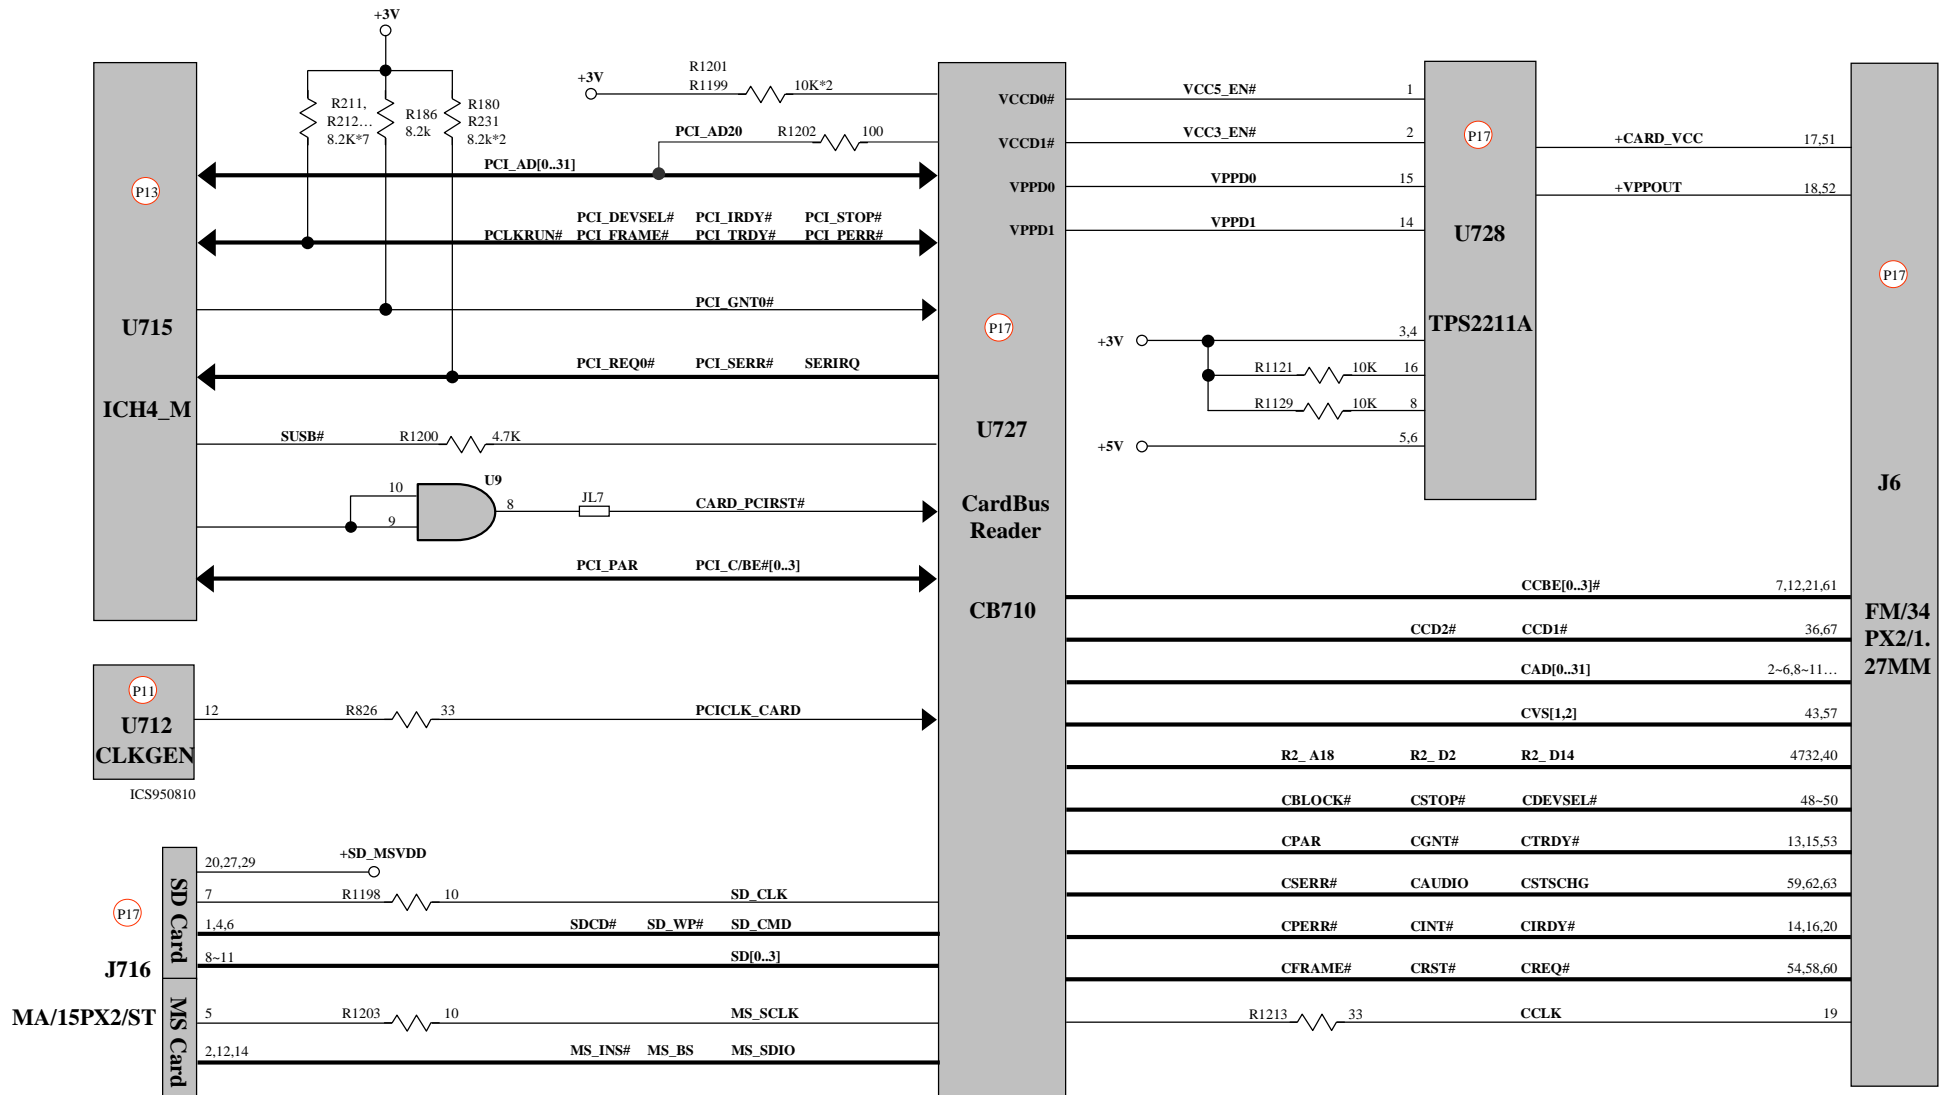 +3V
R211,
R212…
8.2K*7
R186
8.2k
R180
R231
8.2k*2
+3V
R1201
R1199
10K*2
PCI_AD20
R1202
100
P13
U715
ICH4_M
PCI_AD[0..31]
PCI_DEVSEL# PCI_IRDY# PCI_STOP#
PCLKRUN# PCI_FRAME# PCI_TRDY# PCI_PERR#
PCI_GNT0#
PCI_REQ0# PCI_SERR# SERIRQ
SUSB#
R1200
4.7K
10
9
U9
8
JL7
CARD_PCIRST#
PCI_PAR PCI_C/BE#[0..3]
P11
U712
CLKGEN
ICS950810
12
R826
33
PCICLK_CARD
P17
J716
MA/15PX2/ST
SD Card
MS Card
20,27,29
+SD_MSVDD
7
R1198
10
SD_CLK
1,4,6
SDCD# SD_WP# SD_CMD
8~11
SD[0..3]
5
R1203
10
MS_SCLK
2,12,14
MS_INS# MS_BS MS_SDIO
VCCD0#
VCCD1#
VPPD0
VPPD1
P17
U727
CardBus
Reader
CB710
VCC5_EN#
1
VCC3_EN#
2
VPPD0
15
VPPD1
14
P17
U728
TPS2211A
+3V
3,4
R1121
10K
16
R1129
10K
8
+5V
5,6
+CARD_VCC
17,51
+VPPOUT
18,52
P17
J6
FM/34
PX2/1.
27MM
CCBE[0..3]#
7,12,21,61
CCD2# CCD1#
36,67
CAD[0..31]
2~6,8~11…
CVS[1,2]
43,57
R2_ A18 R2_ D2 R2_ D14
4732,40
CBLOCK# CSTOP# CDEVSEL#
48~50
CPAR CGNT# CTRDY#
13,15,53
CSERR# CAUDIO CSTSCHG
59,62,63
CPERR# CINT# CIRDY#
14,16,20
CFRAME# CRST# CREQ#
54,58,60
R1213
33
CCLK
19